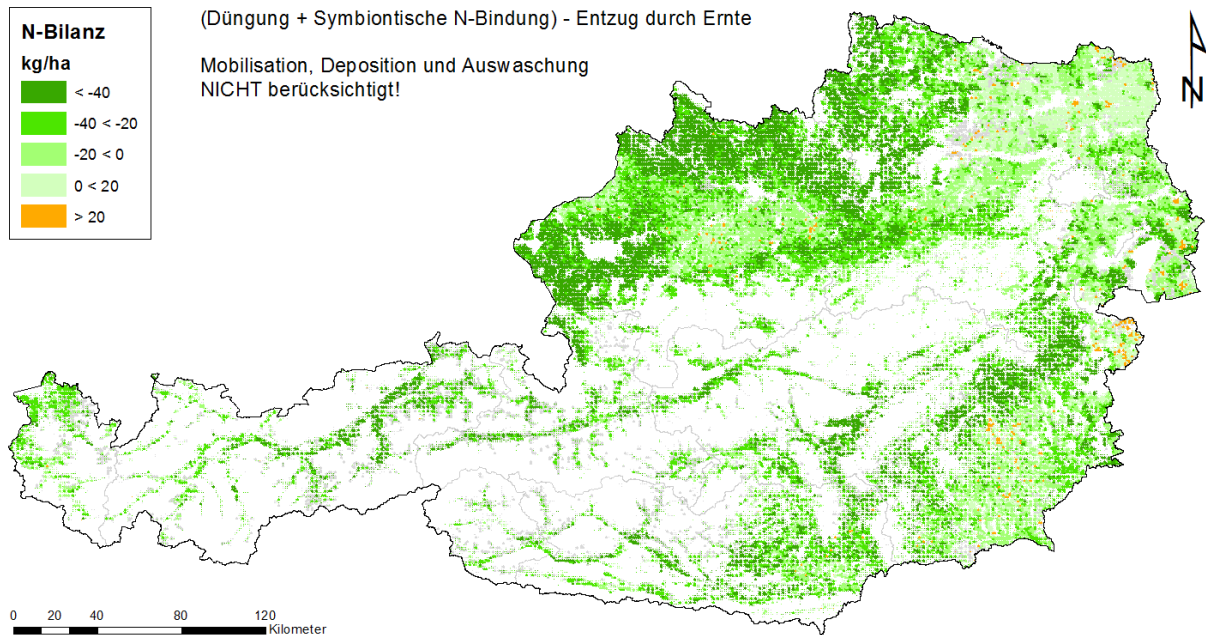 N-Bilanz
kg/ha
< -40
-40 < -20
-20 < 0
0 < 20
> 20
(Düngung + Symbiontische N-Bindung) - Entzug durch Ernte
Mobilisation, Deposition und Auswaschung
NICHT berücksichtigt!
N
0 20 40 80 120
Kilometer